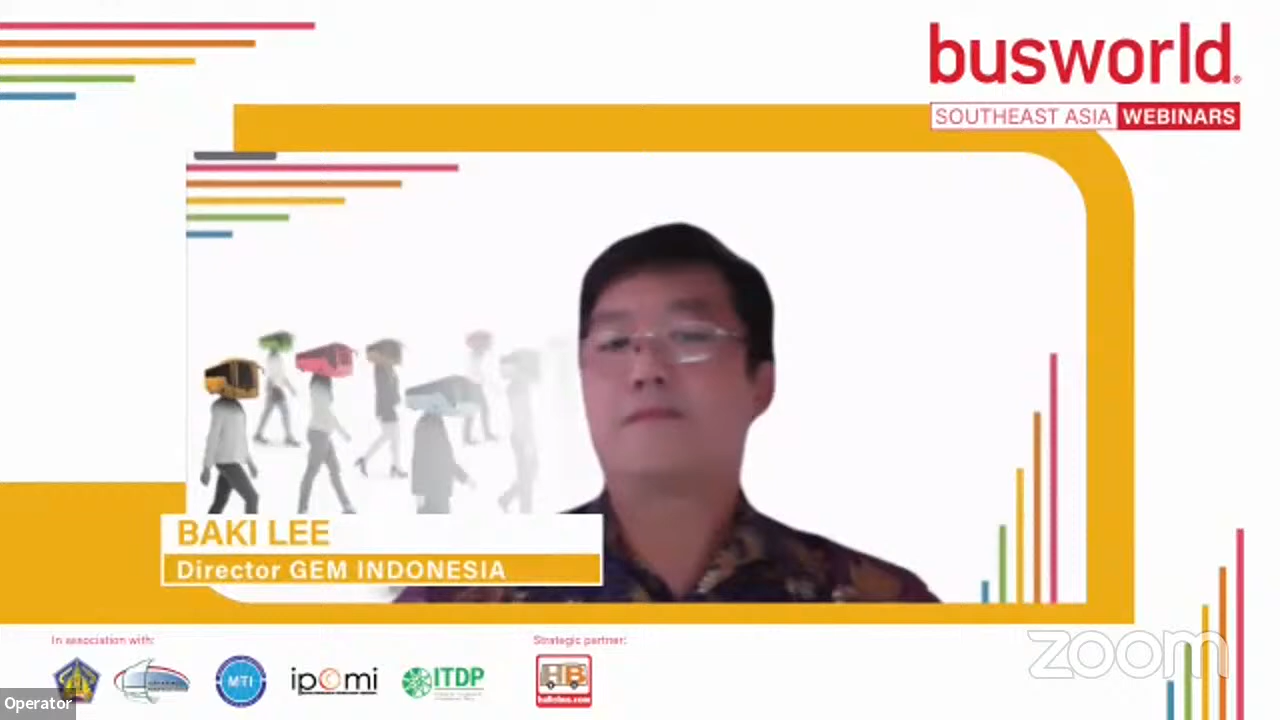 busworld
SOUTHEAST ASIA WEBINARS
BAKI LEE
Director GEM INDONESIA
In association with:
Strategic partner:
MTI
ipomi
ITDP
HB
zoom
Operator